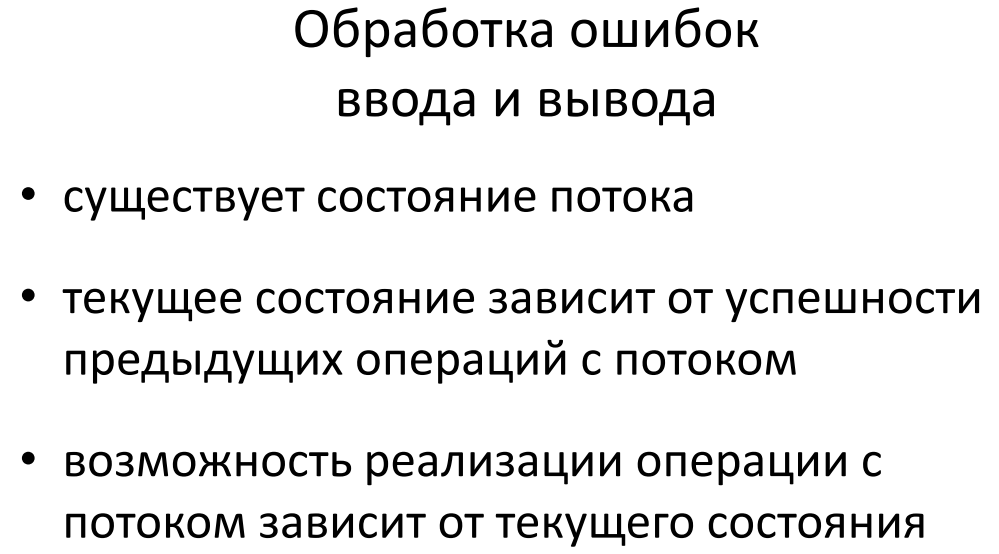 Обработка ошибок
ввода и вывода
• существует состояние потока
• текущее состояние зависит от успешности
предыдущих операций с потоком
• возможность реализации операции с
потоком зависит от текущего состояния